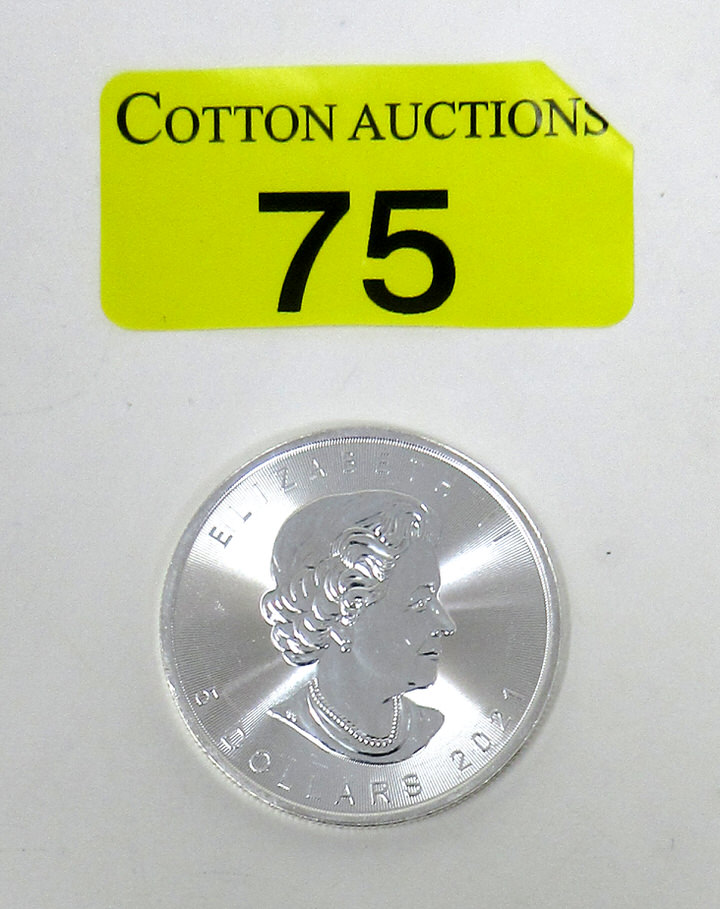 COTTON AUCTIONS
75
ELIZABETH II
5 DOLLARS 2021